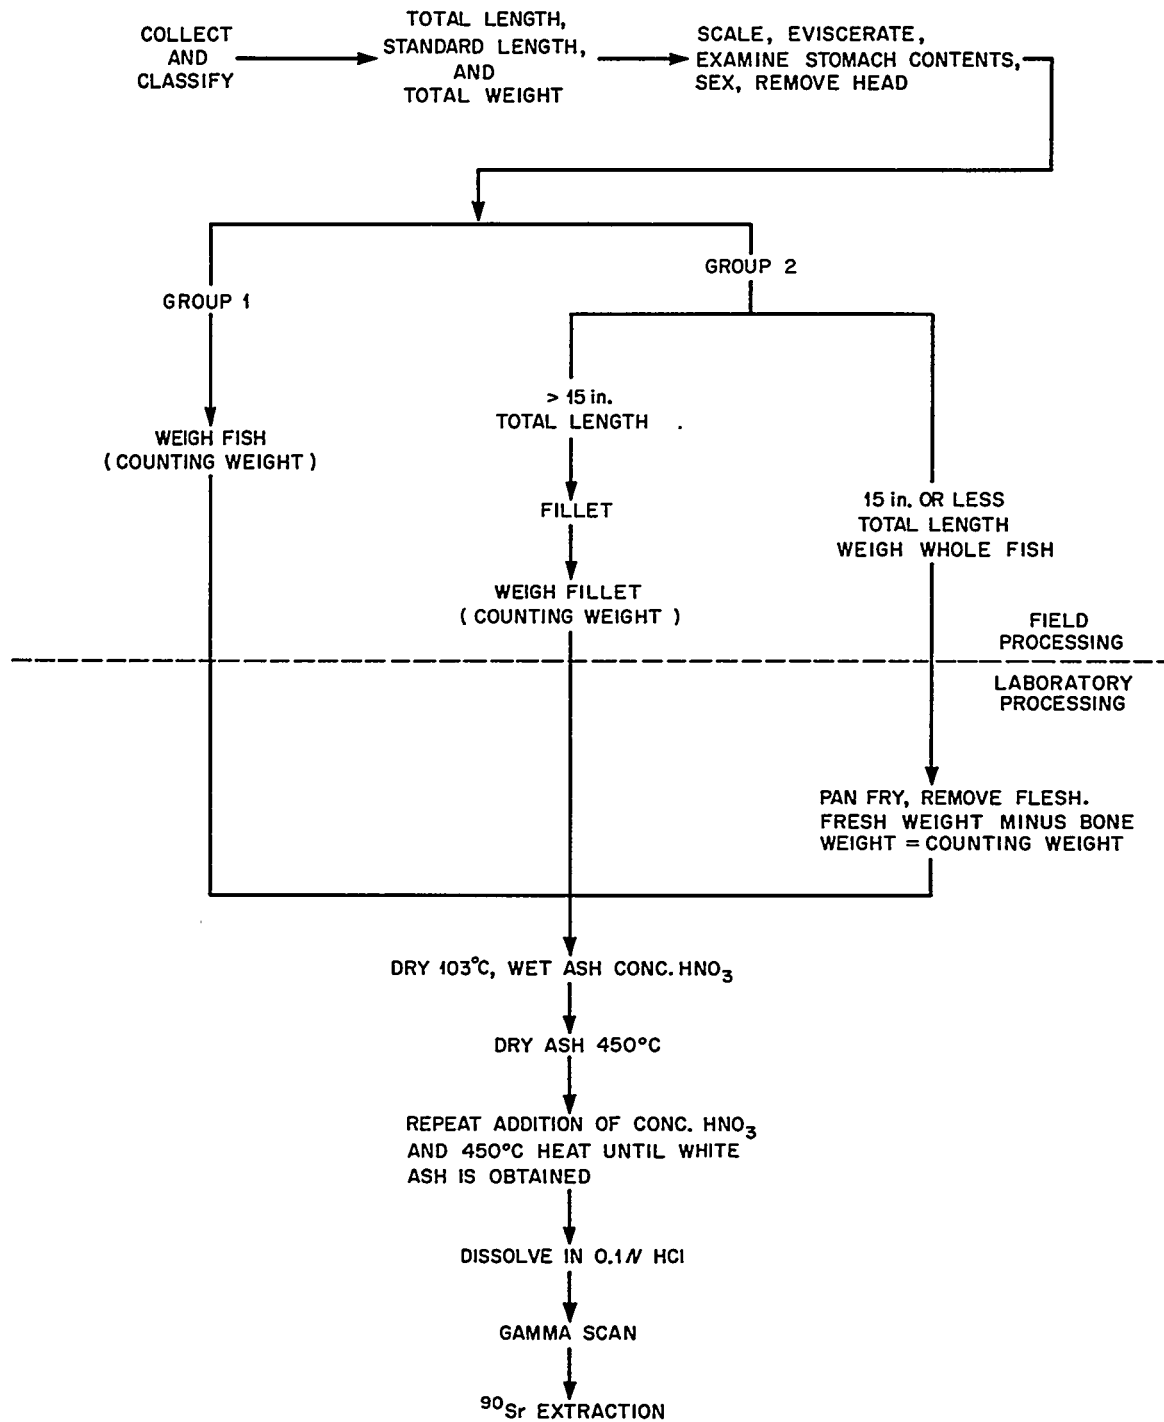 COLLECT
AND
CLASSIFY
TOTAL LENGTH,
STANDARD LENGTH,
AND
TOTAL WEIGHT
SCALE, EVISCERATE,
EXAMINE STOMACH CONTENTS,
SEX, REMOVE HEAD
GROUP 1
GROUP 2
WEIGH FISH
( COUNTING WEIGHT )
> 15 in.
TOTAL LENGTH
FILLET
WEIGH FILLET
( COUNTING WEIGHT )
15 in. OR LESS
TOTAL LENGTH
WEIGH WHOLE FISH
FIELD
PROCESSING
LABORATORY
PROCESSING
PAN FRY, REMOVE FLESH.
FRESH WEIGHT MINUS BONE
WEIGHT = COUNTING WEIGHT
DRY 103°C, WET ASH CONC. HNO₃
DRY ASH 450°C
REPEAT ADDITION OF CONC. HNO₃
AND 450°C HEAT UNTIL WHITE
ASH IS OBTAINED
DISSOLVE IN 0.1N HCl
GAMMA SCAN
⁹⁰Sr EXTRACTION